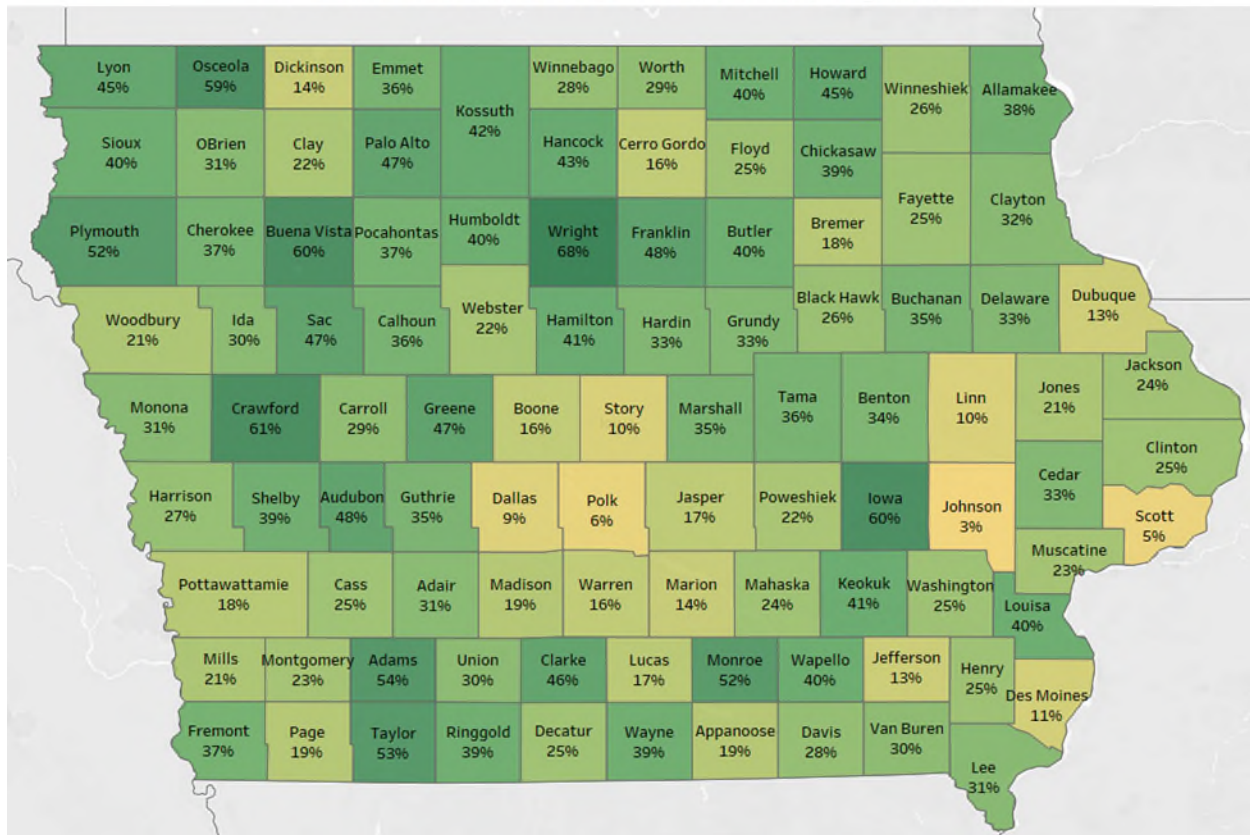 Lyon
45%
Osceola
59%
Dickinson
14%
Emmet
36%
Kossuth
42%
Winnebago
28%
Worth
29%
Mitchell
40%
Howard
45%
Winneshiek
26%
Allamakee
38%
Sioux
40%
OBrien
31%
Clay
22%
Palo Alto
47%
Hancock
43%
Cerro Gordo
16%
Floyd
25%
Chickasaw
39%
Fayette
25%
Clayton
32%
Plymouth
52%
Cherokee
37%
Buena Vista
60%
Pocahontas
37%
Humboldt
40%
Wright
68%
Franklin
48%
Butler
40%
Bremer
18%
Woodbury
21%
Ida
30%
Sac
47%
Calhoun
36%
Webster
22%
Hamilton
41%
Hardin
33%
Grundy
33%
Black Hawk
26%
Buchanan
35%
Delaware
33%
Dubuque
13%
Monona
31%
Crawford
61%
Carroll
29%
Greene
47%
Boone
16%
Story
10%
Marshall
35%
Tama
36%
Benton
34%
Linn
10%
Jones
21%
Jackson
24%
Clinton
25%
Harrison
27%
Shelby
39%
Audubon
48%
Guthrie
35%
Dallas
9%
Polk
6%
Jasper
17%
Poweshiek
22%
Iowa
60%
Johnson
3%
Cedar
33%
Scott
5%
Muscatine
23%
Pottawattamie
18%
Cass
25%
Adair
31%
Madison
19%
Warren
16%
Marion
14%
Mahaska
24%
Keokuk
41%
Washington
25%
Louisa
40%
Mills
21%
Montgomery
23%
Adams
54%
Union
30%
Clarke
46%
Lucas
17%
Monroe
52%
Wapello
40%
Jefferson
13%
Henry
25%
Des Moines
11%
Fremont
37%
Page
19%
Taylor
53%
Ringgold
39%
Decatur
25%
Wayne
39%
Appanoose
19%
Davis
28%
Van Buren
30%
Lee
31%